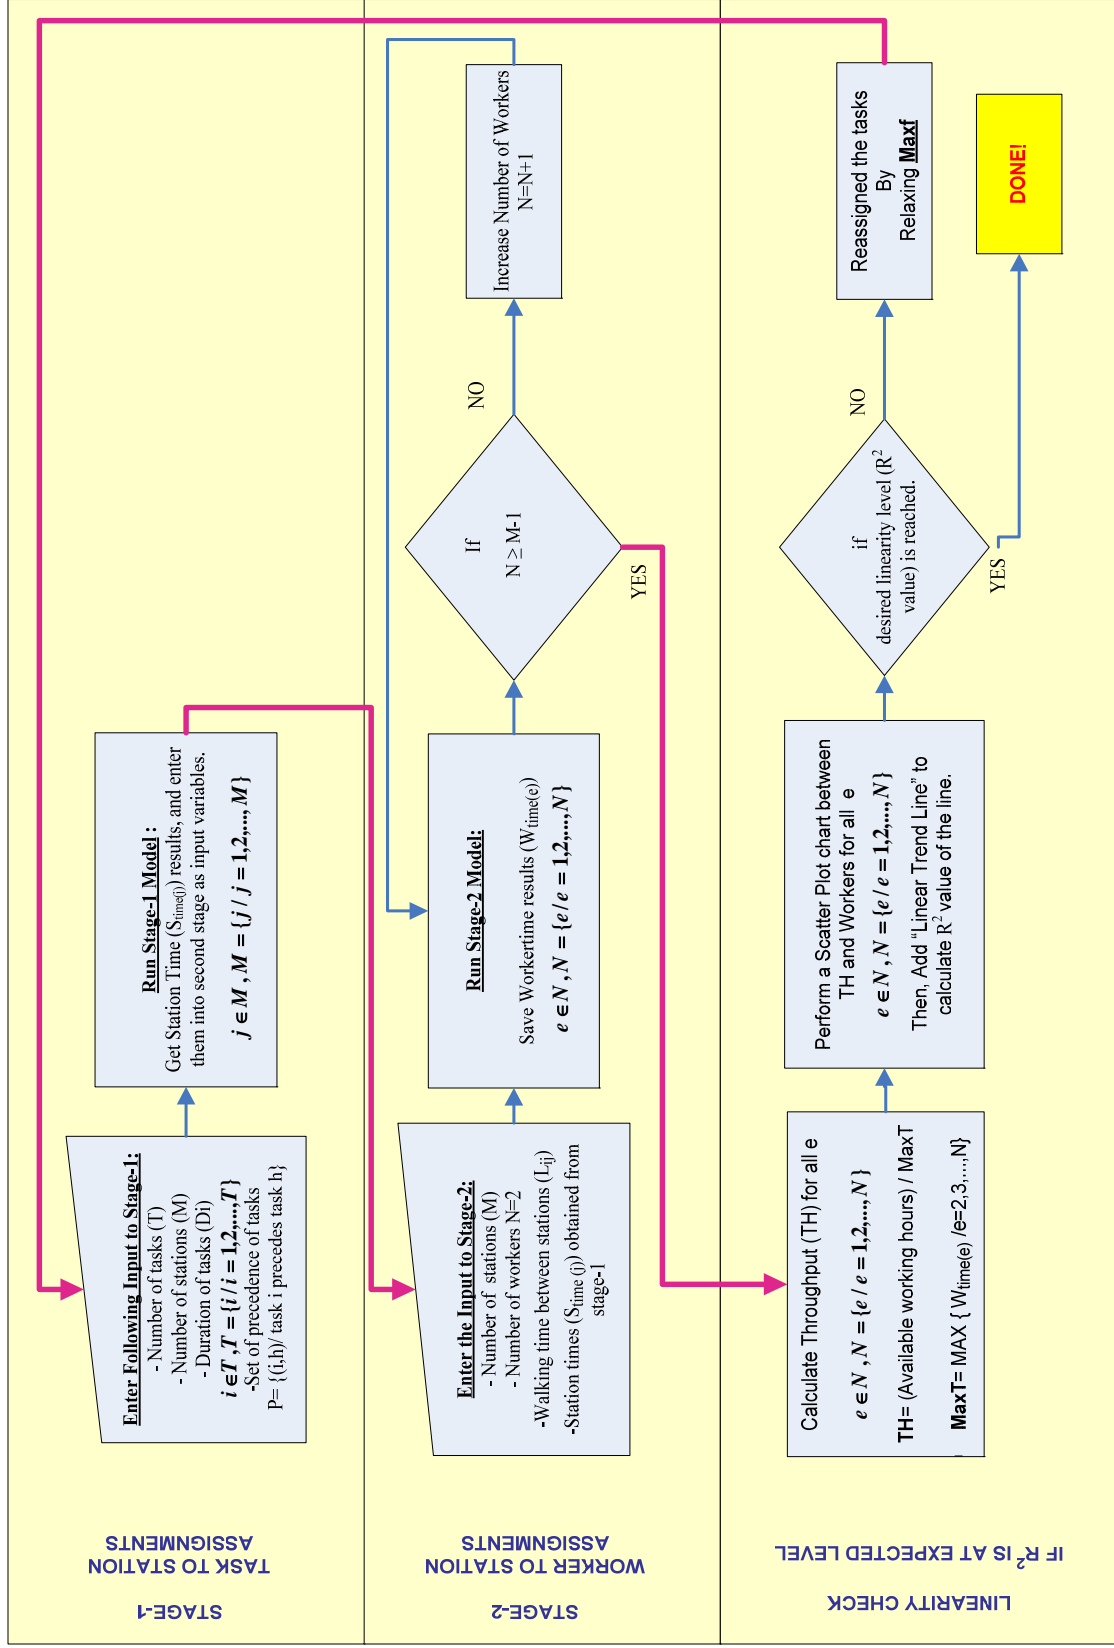 STAGE-1
TASK TO STATION
ASSIGNMENTS
Enter Following Input to Stage-1:
- Number of tasks (T)
- Number of stations (M)
- Duration of tasks (Di)
i ∈ T , T = {i / i = 1,2,..., T}
-Set of precedence of tasks
P= {(i,h)/ task i precedes task h}
Run Stage-1 Model :
Get Station Time (Stime(j)) results, and enter
them into second stage as input variables.
j ∈ M , M = {j / j = 1,2,..., M}
STAGE-2
WORKER TO STATION
ASSIGNMENTS
Enter the Input to Stage-2:
- Number of stations (M)
- Number of workers N=2
-Walking time between stations (Lij)
-Station times (Stime (j)) obtained from
stage-1
Run Stage-2 Model:
Save Workertime results (Wtime(e))
e ∈ N , N = {e / e = 1,2,..., N}
If
N ≥ M-1
NO
YES
Increase Number of Workers
N=N+1
LINEARITY CHECK
IF R² IS AT EXPECTED LEVEL
Calculate Throughput (TH) for all e
e ∈ N , N = {e / e = 1,2,..., N}
TH= (Available working hours) / MaxT
MaxT= MAX { Wtime(e) /e=2,3,...,N}
Perform a Scatter Plot chart between
TH and Workers for all e
e ∈ N , N = {e / e = 1,2,..., N}
Then, Add “Linear Trend Line” to
calculate R² value of the line.
if
desired linearity level (R²
value) is reached.
NO
YES
Reassigned the tasks
By
Relaxing Maxf
DONE!